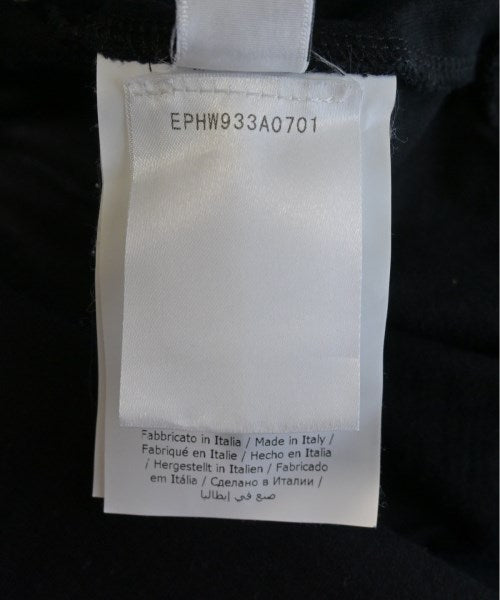 EPHW933A0701
Fabbricato in Italia / Made in Italy /
Fabriqué en Italie / Hecho en Italia
/ Hergestellt in Italien / Fabricado
em Itália / Сделано в Италии /
صنع في إيطاليا